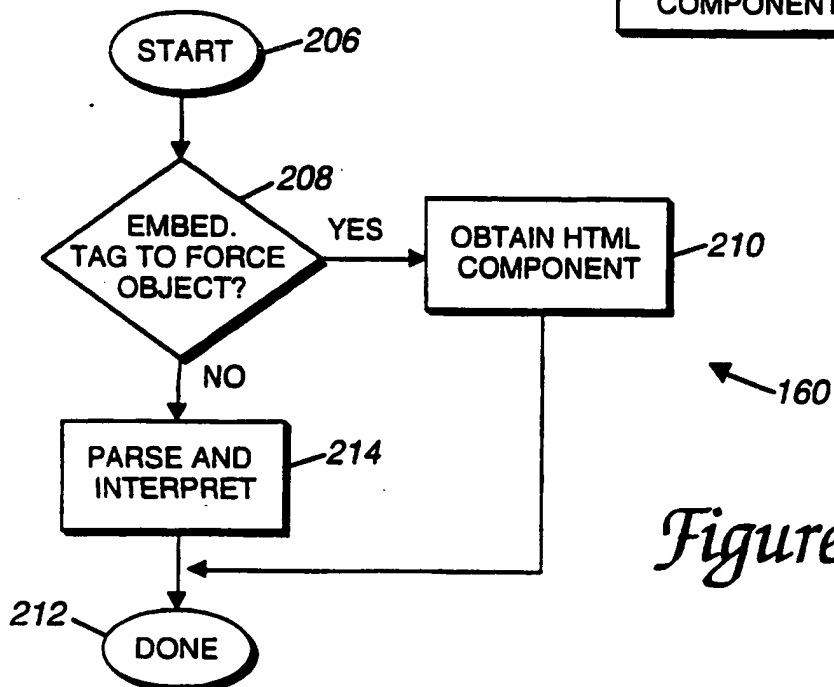 COMPONENT
START
206
208
EMBED.
TAG TO FORCE
OBJECT?
YES
OBTAIN HTML
COMPONENT
210
NO
160
PARSE AND
INTERPRET
214
Figure
212
DONE